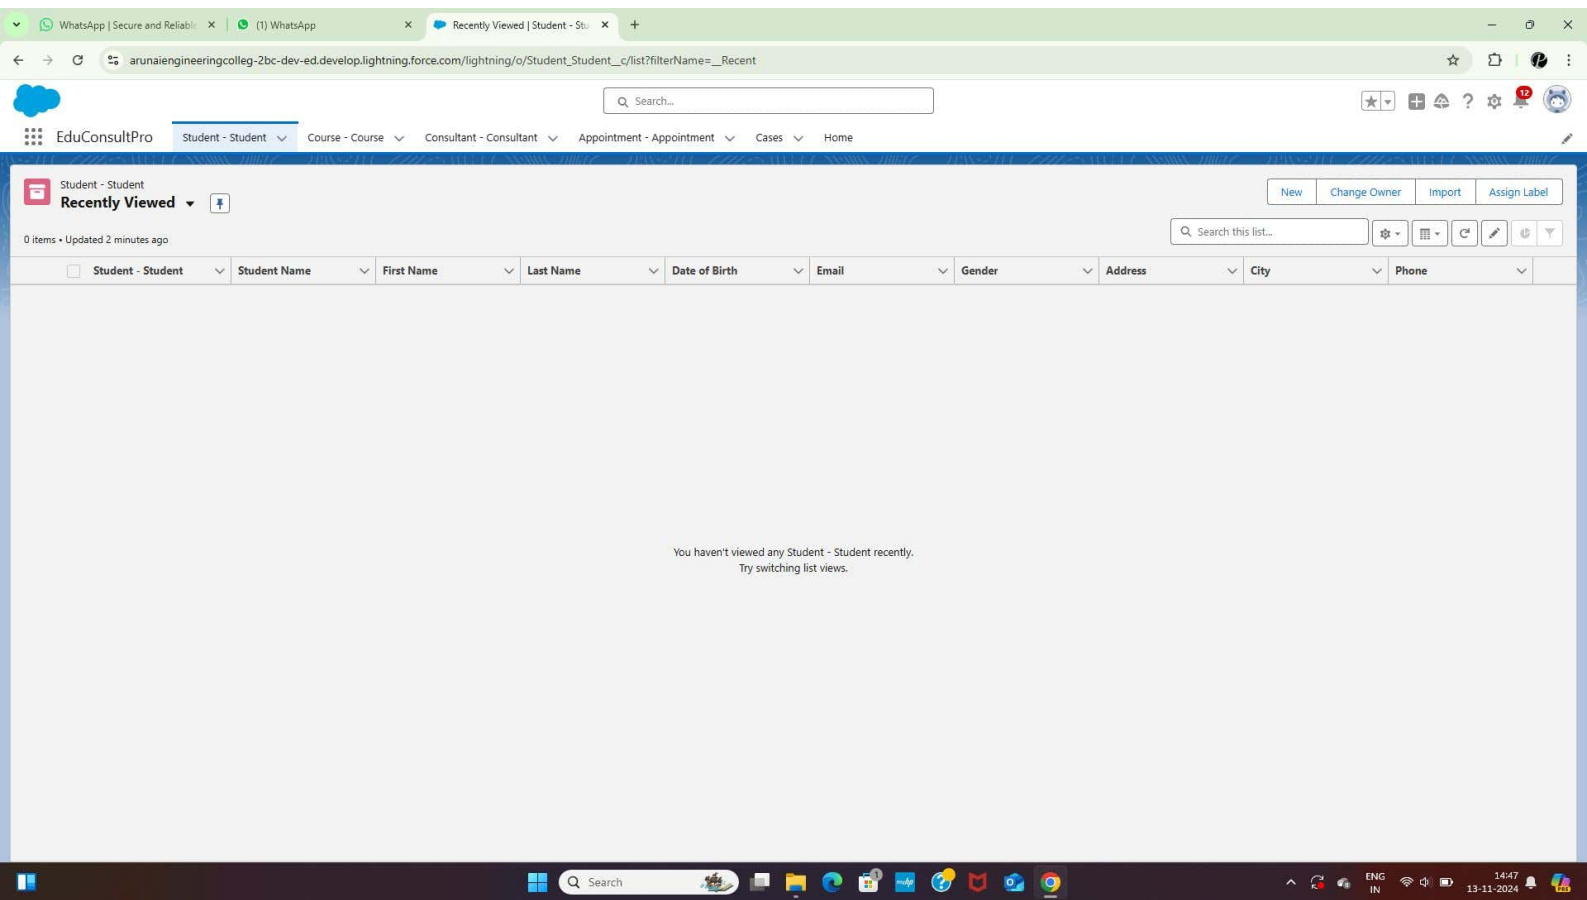 WhatsApp | Secure and Reliable
(1) WhatsApp
Recently Viewed | Student - Stu
arunaiengineeringcolleg-2bc-dev-ed.develop.lightning.force.com/lightning/o/Student_Student__c/list?filterName=__Recent
Search...
12
EduConsultPro
Student - Student
Course - Course
Consultant - Consultant
Appointment - Appointment
Cases
Home
Student - Student
Recently Viewed
New
Change Owner
Import
Assign Label
0 items • Updated 2 minutes ago
Search this list...
Student - Student
Student Name
First Name
Last Name
Date of Birth
Email
Gender
Address
City
Phone
You haven't viewed any Student - Student recently.
Try switching list views.
Search
1
ENG
IN
14:47
13-11-2024